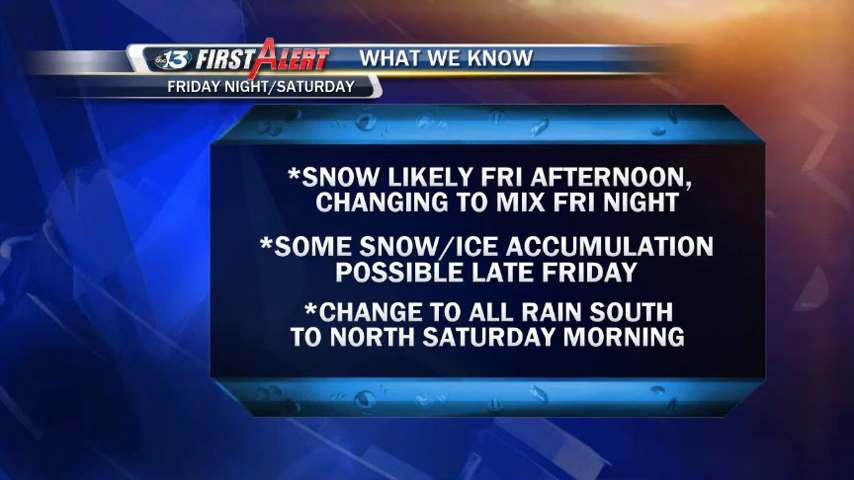 abc 13 FIRST ALERT WHAT WE KNOW
FRIDAY NIGHT/SATURDAY
*SNOW LIKELY FRI AFTERNOON,
CHANGING TO MIX FRI NIGHT
*SOME SNOW/ICE ACCUMULATION
POSSIBLE LATE FRIDAY
*CHANGE TO ALL RAIN SOUTH
TO NORTH SATURDAY MORNING